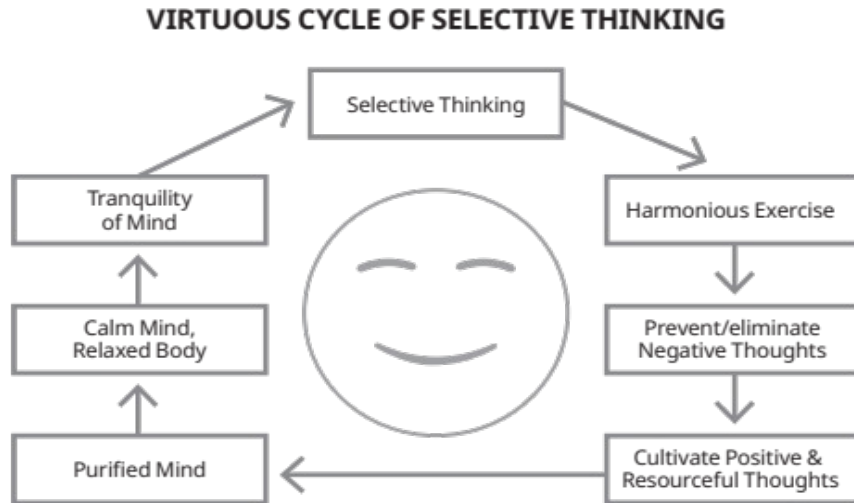 VIRTUOUS CYCLE OF SELECTIVE THINKING
Selective Thinking
Harmonious Exercise
Prevent/eliminate
Negative Thoughts
Cultivate Positive &
Resourceful Thoughts
Purified Mind
Calm Mind,
Relaxed Body
Tranquility
of Mind